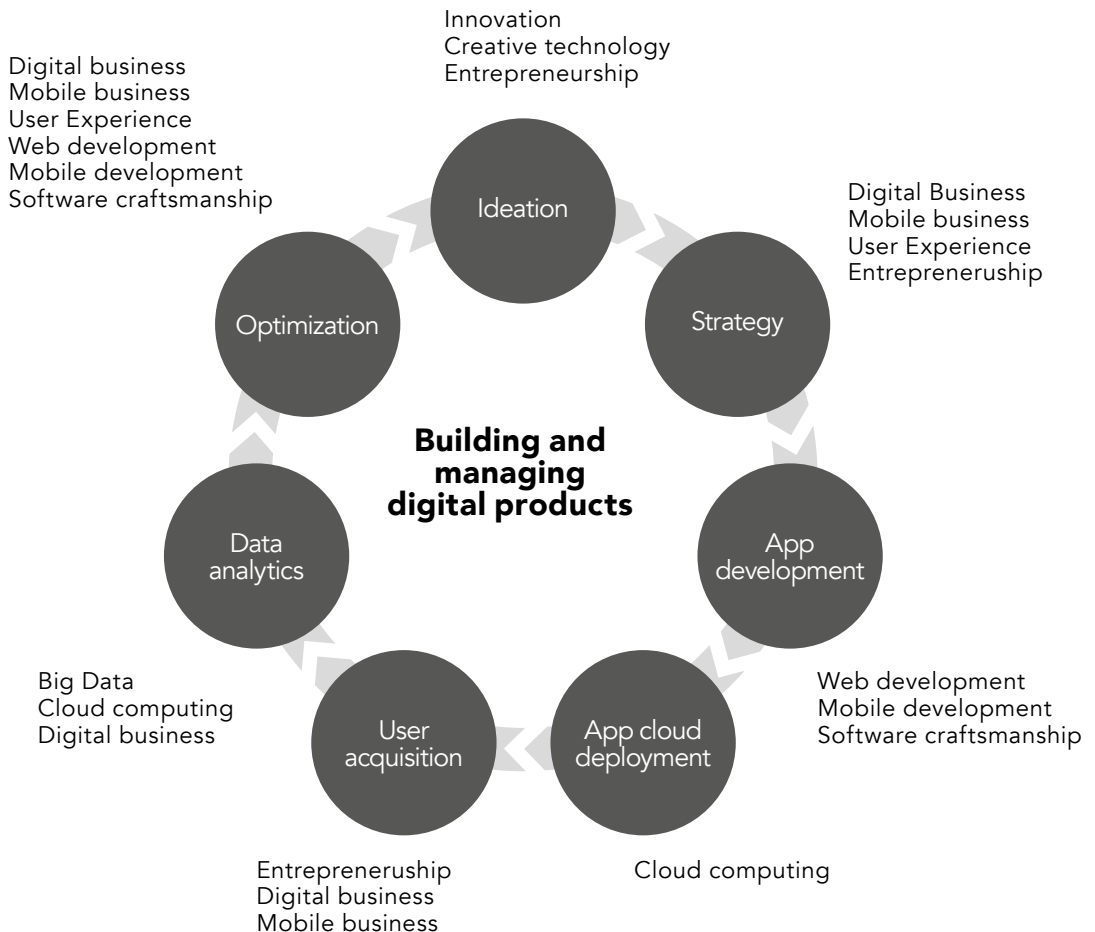 Innovation
Creative technology
Entrepreneurship
Digital business
Mobile business
User Experience
Web development
Mobile development
Software craftsmanship
Ideation
Digital Business
Mobile business
User Experience
Entrepreneruship
Optimization
Strategy
Building and
managing
digital products
Data
analytics
App
development
Big Data
Cloud computing
Digital business
User
acquisition
App cloud
deployment
Web development
Mobile development
Software craftsmanship
Entrepreneruship
Digital business
Mobile business
Cloud computing